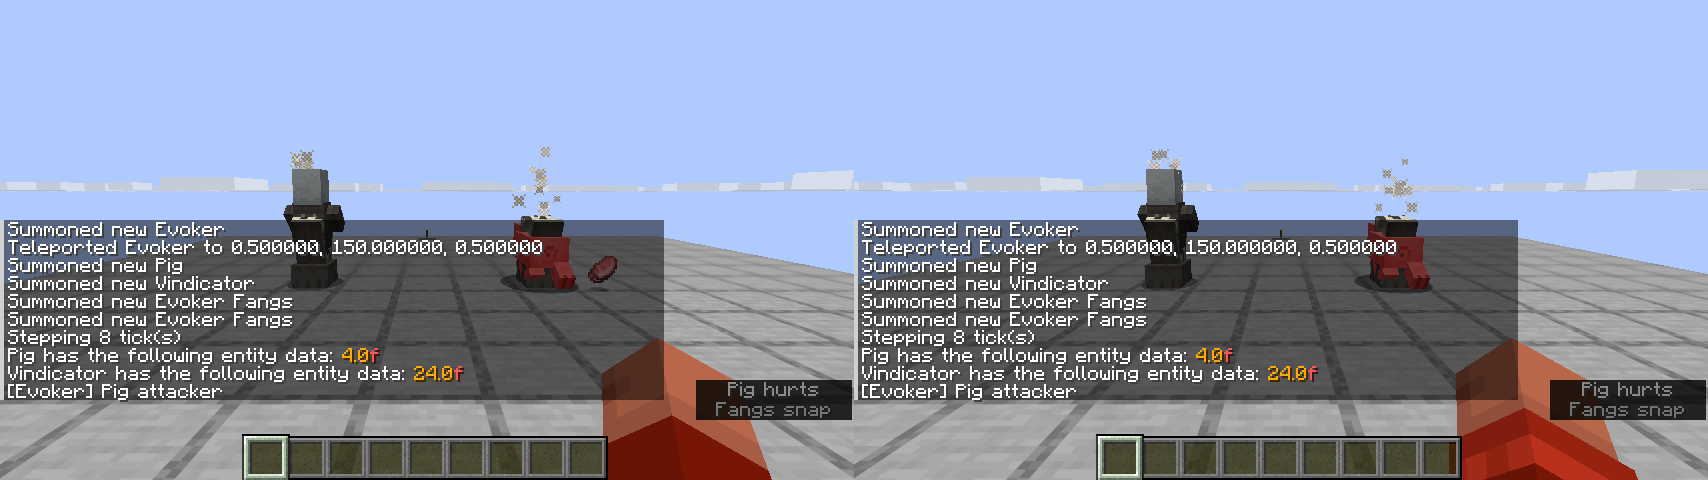 Summoned new Evoker
Teleported Evoker to 0.500000, 150.000000, 0.500000
Summoned new Pig
Summoned new Vindicator
Summoned new Evoker Fangs
Summoned new Evoker Fangs
Stepping 8 tick(s)
Pig has the following entity data: 4.0f
Vindicator has the following entity data: 24.0f
[Evoker] Pig attacker
Pig hurts
Fangs snap
Summoned new Evoker
Teleported Evoker to 0.500000, 150.000000, 0.500000
Summoned new Pig
Summoned new Vindicator
Summoned new Evoker Fangs
Summoned new Evoker Fangs
Stepping 8 tick(s)
Pig has the following entity data: 4.0f
Vindicator has the following entity data: 24.0f
[Evoker] Pig attacker
Pig hurts
Fangs snap